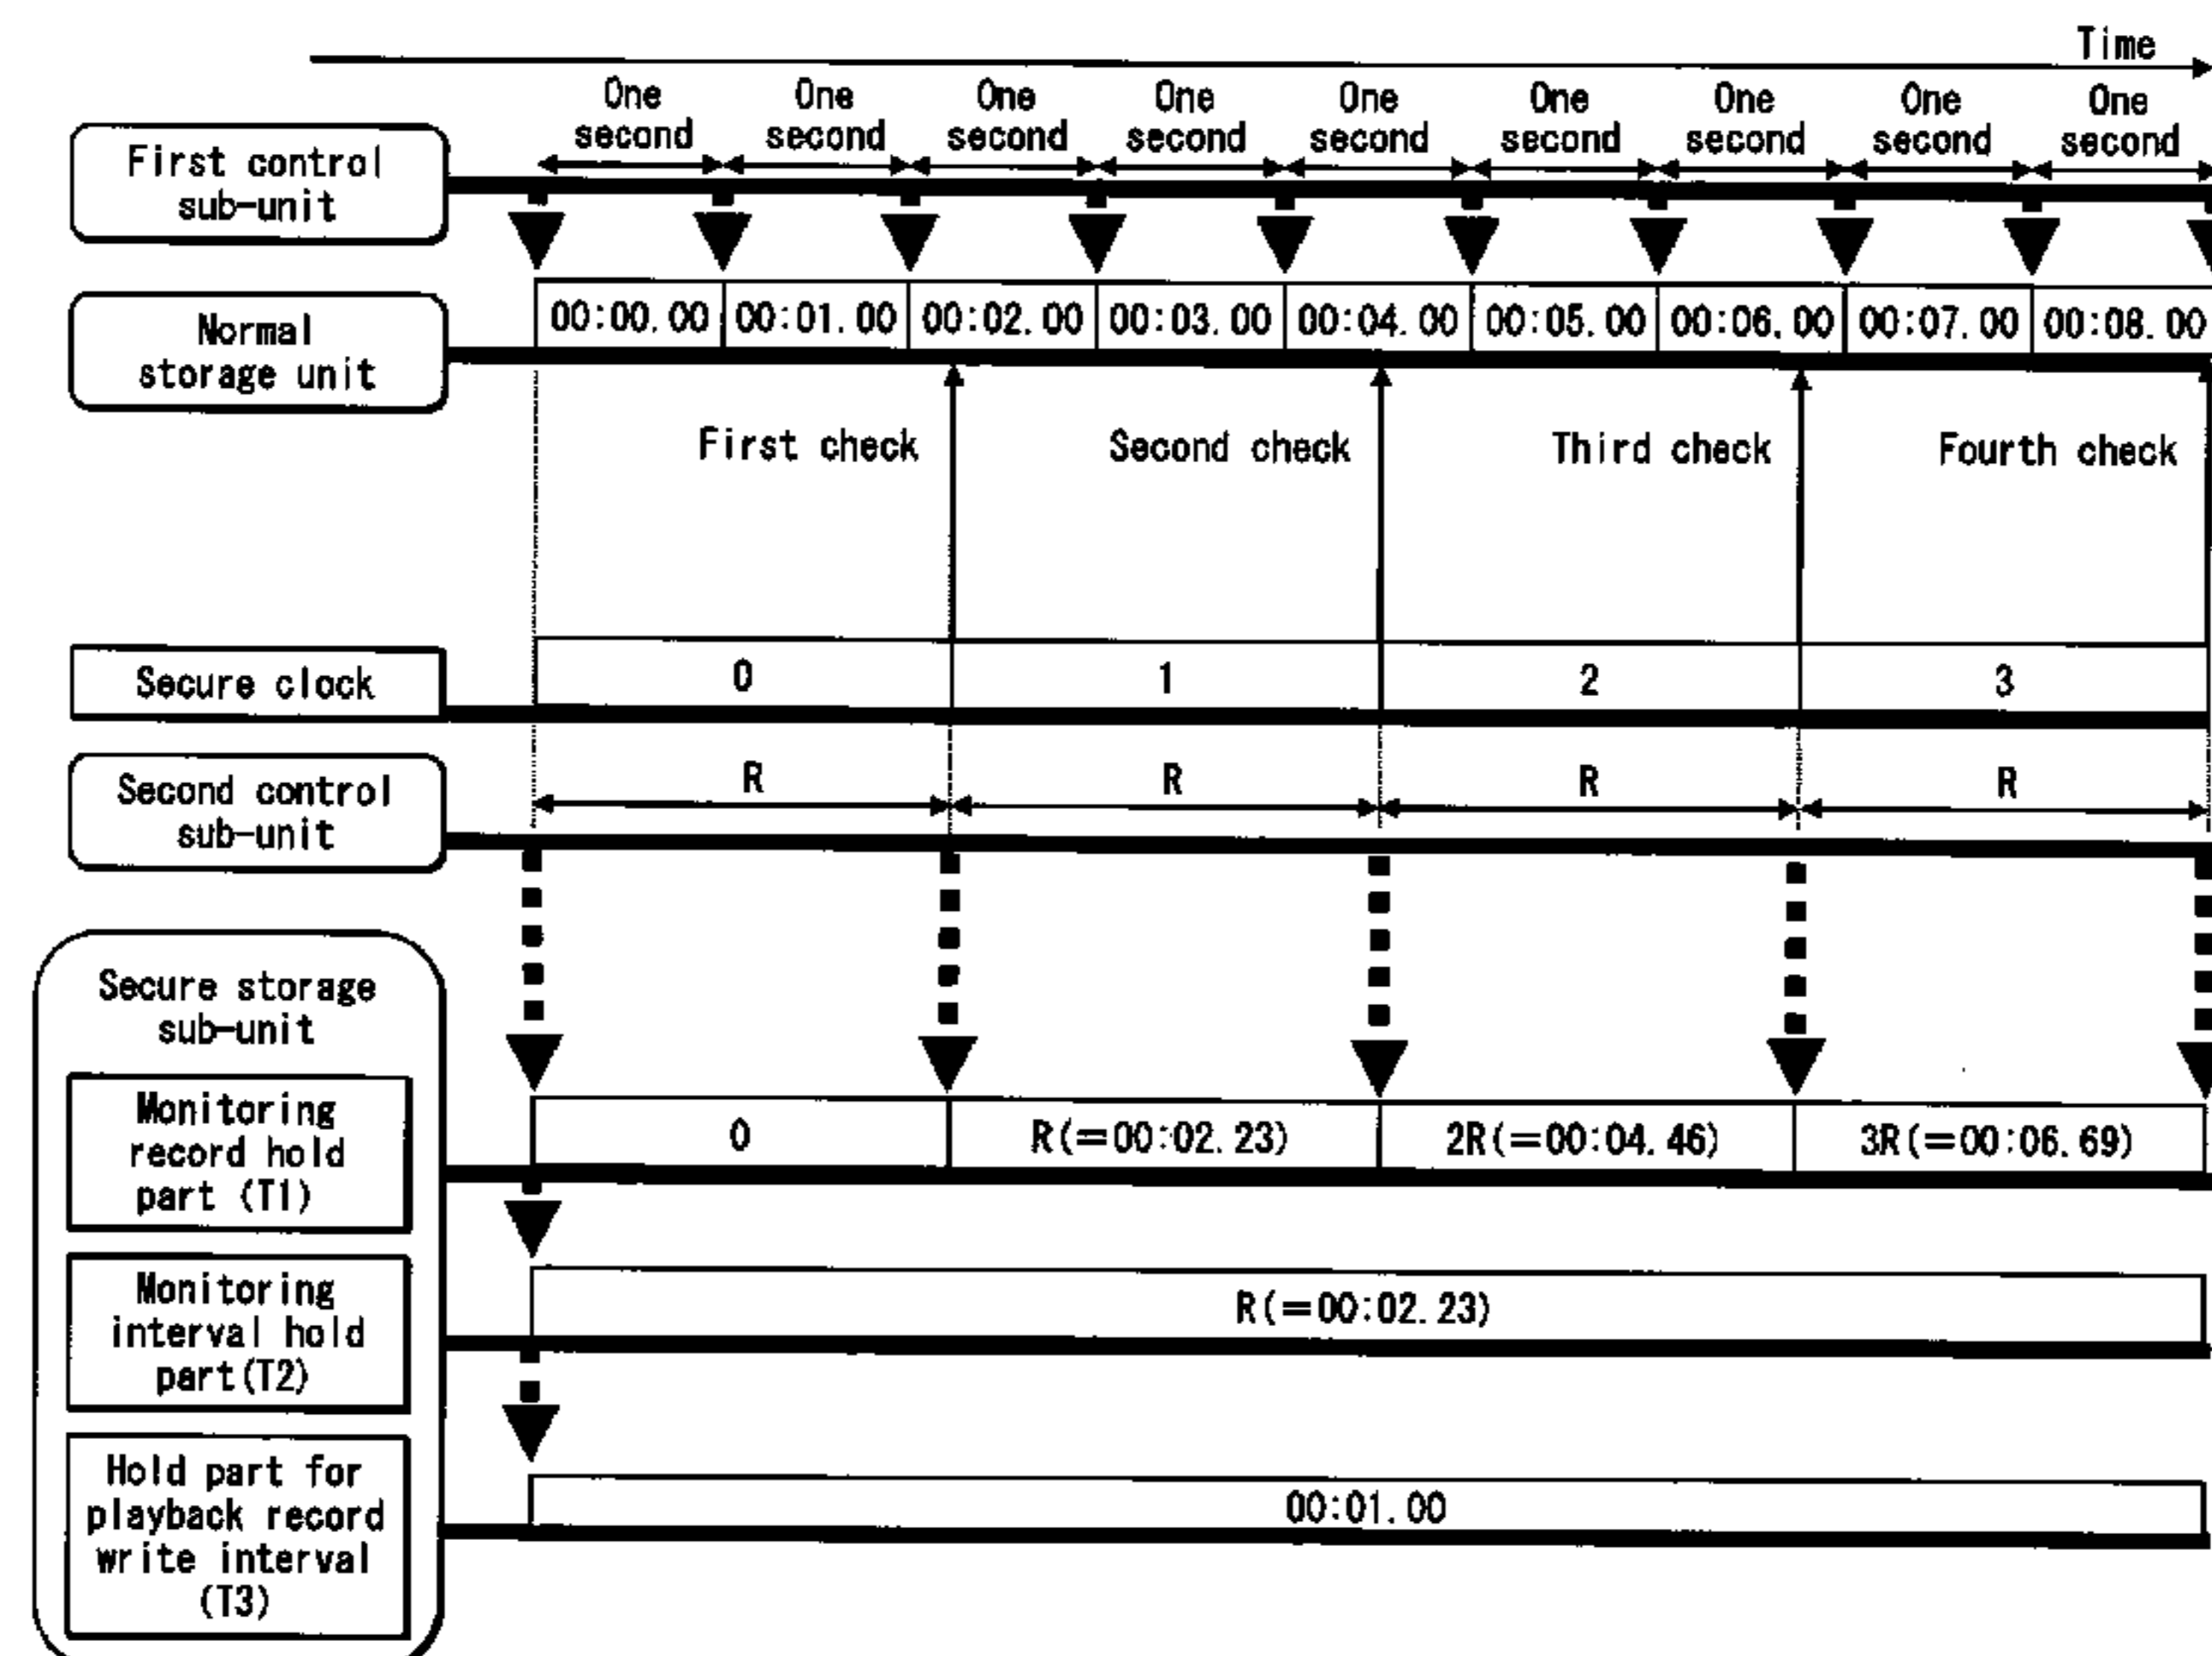 Time
One second
One second
One second
One second
One second
One second
One second
One second
One second
First control
sub-unit
Normal
storage unit
00:00.00
00:01.00
00:02.00
00:03.00
00:04.00
00:05.00
00:06.00
00:07.00
00:08.00
First check
Second check
Third check
Fourth check
Secure clock
0
1
2
3
Second control
sub-unit
R
R
R
R
Secure storage
sub-unit
Monitoring
record hold
part (T1)
0
R(=00:02.23)
2R(=00:04.46)
3R(=00:06.69)
Monitoring
interval hold
part(T2)
R(=00:02.23)
Hold part for
playback record
write interval
(T3)
00:01.00